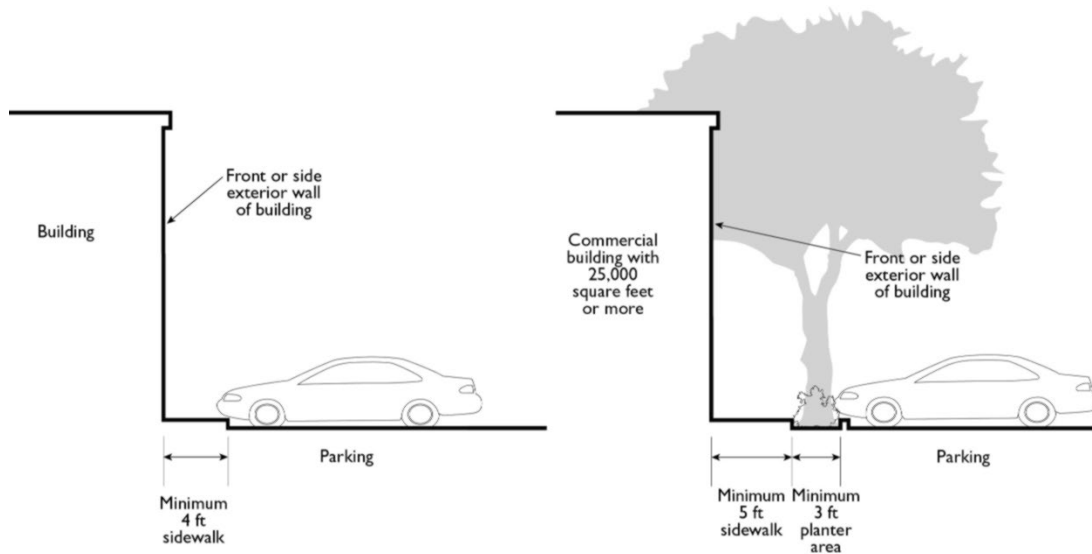 Front or side
exterior wall
of building
Building
Parking
Minimum
4 ft
sidewalk
Commercial
building with
25,000
square feet
or more
Front or side
exterior wall
of building
Parking
Minimum
5 ft
sidewalk
Minimum
3 ft
planter
area